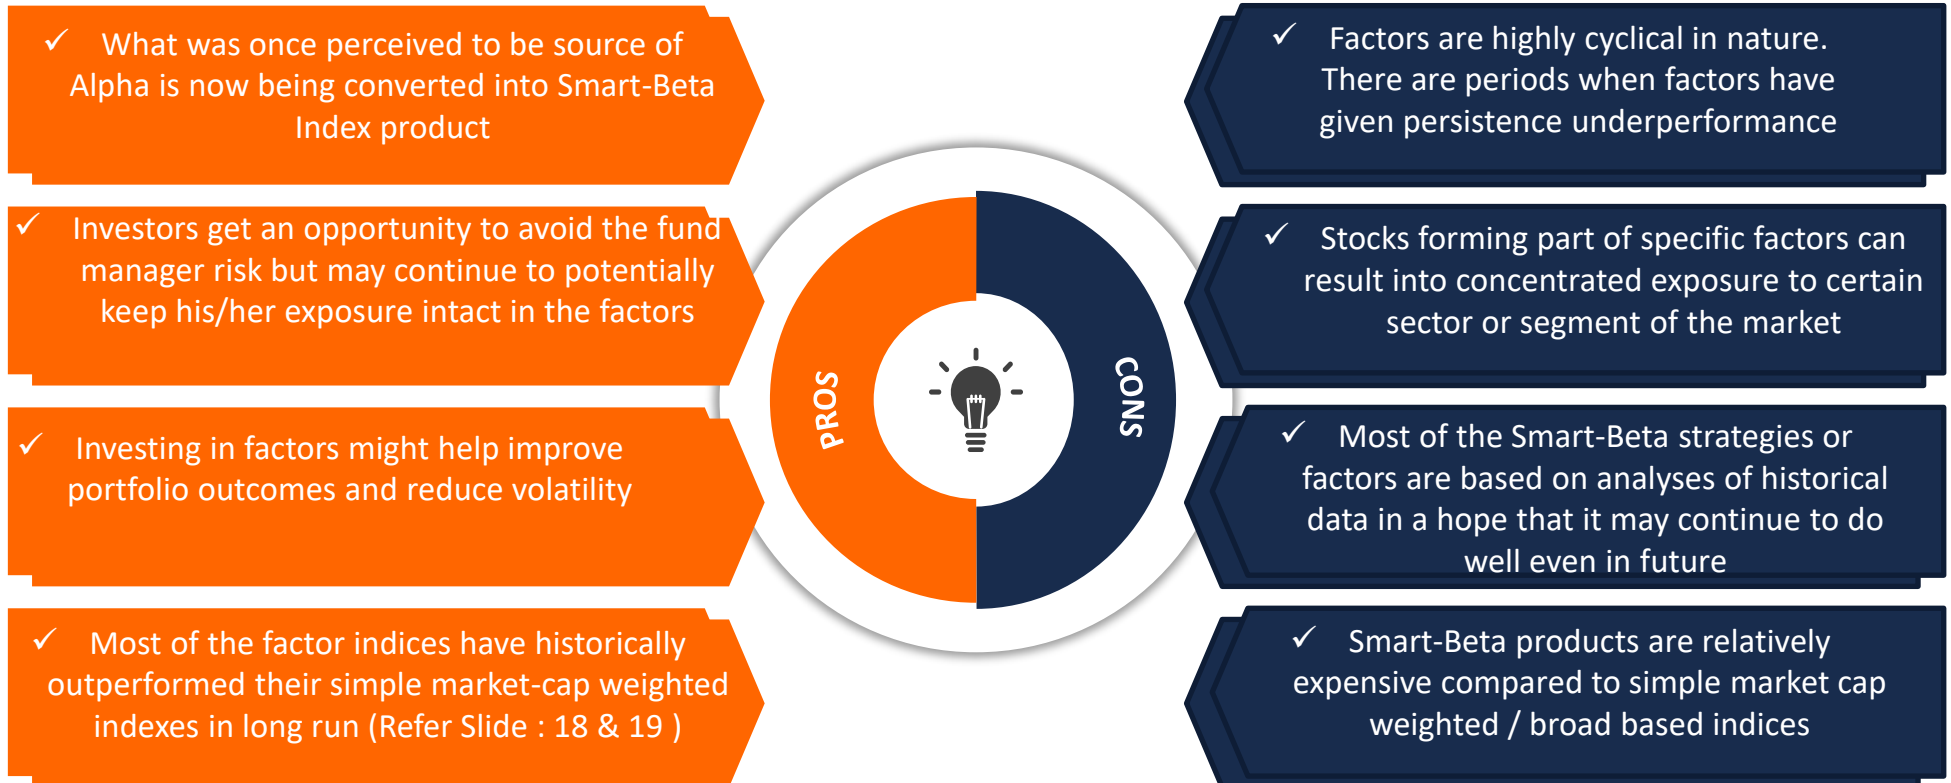 ✓ What was once perceived to be source of
Alpha is now being converted into Smart-Beta
Index product
✓ Investors get an opportunity to avoid the fund
manager risk but may continue to potentially
keep his/her exposure intact in the factors
✓ Investing in factors might help improve
portfolio outcomes and reduce volatility
✓ Most of the factor indices have historically
outperformed their simple market-cap weighted
indexes in long run (Refer Slide : 18 & 19 )
PROS
CONS
✓ Factors are highly cyclical in nature.
There are periods when factors have
given persistence underperformance
✓ Stocks forming part of specific factors can
result into concentrated exposure to certain
sector or segment of the market
✓ Most of the Smart-Beta strategies or
factors are based on analyses of historical
data in a hope that it may continue to do
well even in future
✓ Smart-Beta products are relatively
expensive compared to simple market cap
weighted / broad based indices